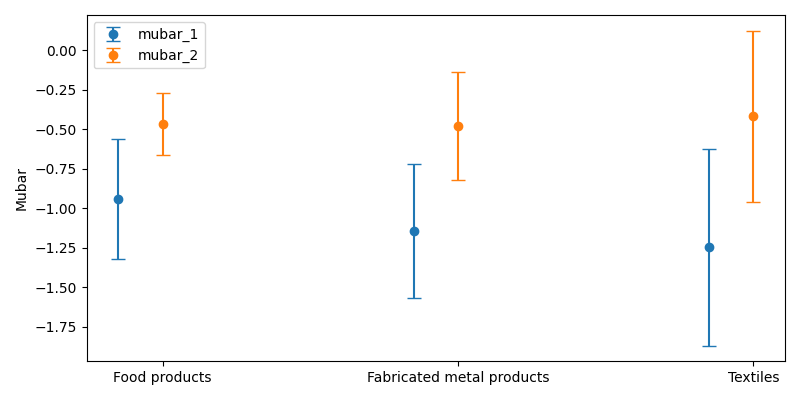 mubar_1
mubar_2
0.00
−0.25
−0.50
−0.75
−1.00
−1.25
−1.50
−1.75
Mubar
Food products
Fabricated metal products
Textiles